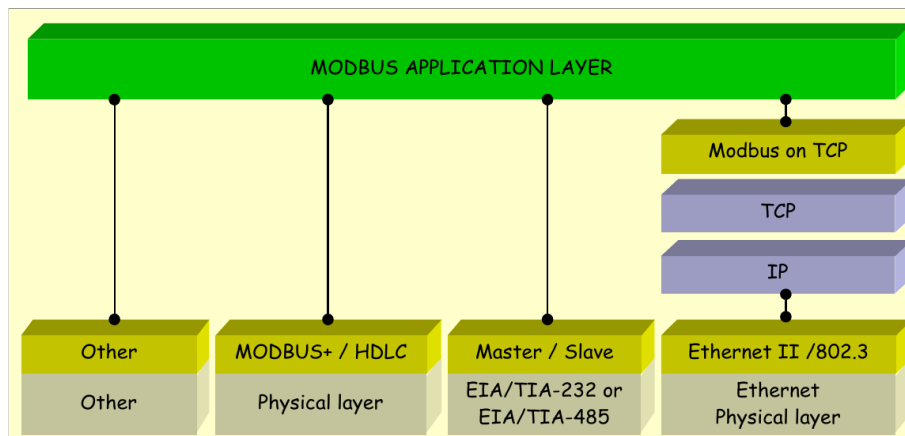 MODBUS APPLICATION LAYER
Modbus on TCP
TCP
IP
Other
MODBUS+ / HDLC
Master / Slave
Ethernet II /802.3
Other
Physical layer
EIA/TIA-232 or
EIA/TIA-485
Ethernet
Physical layer